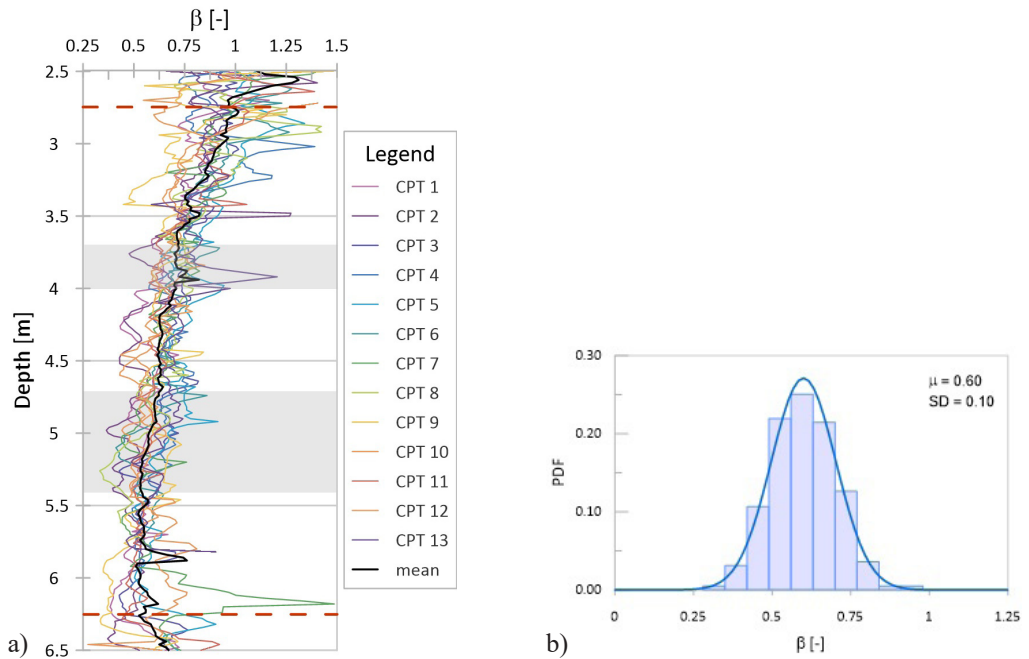 β [-]
0.25 0.5 0.75 1 1.25 1.5
2.5
3
3.5
4
4.5
5
5.5
6
6.5
Depth [m]
Legend
CPT 1
CPT 2
CPT 3
CPT 4
CPT 5
CPT 6
CPT 7
CPT 8
CPT 9
CPT 10
CPT 11
CPT 12
CPT 13
mean
a)
0.30
0.20
0.10
0.00
PDF
μ = 0.60
SD = 0.10
0 0.25 0.5 0.75 1 1.25
β [-]
b)